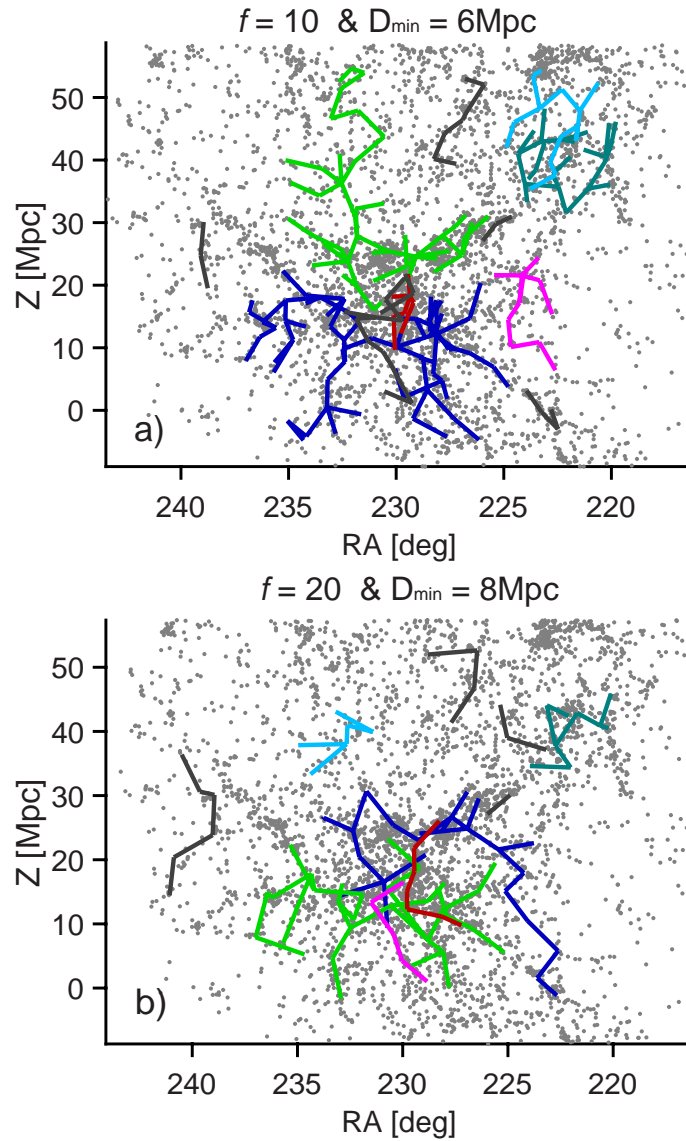 f = 10 & Dmin = 6Mpc
50
40
30
20
10
0
Z [Mpc]
a)
240 235 230 225 220
RA [deg]
f = 20 & Dmin = 8Mpc
50
40
30
20
10
0
Z [Mpc]
b)
240 235 230 225 220
RA [deg]